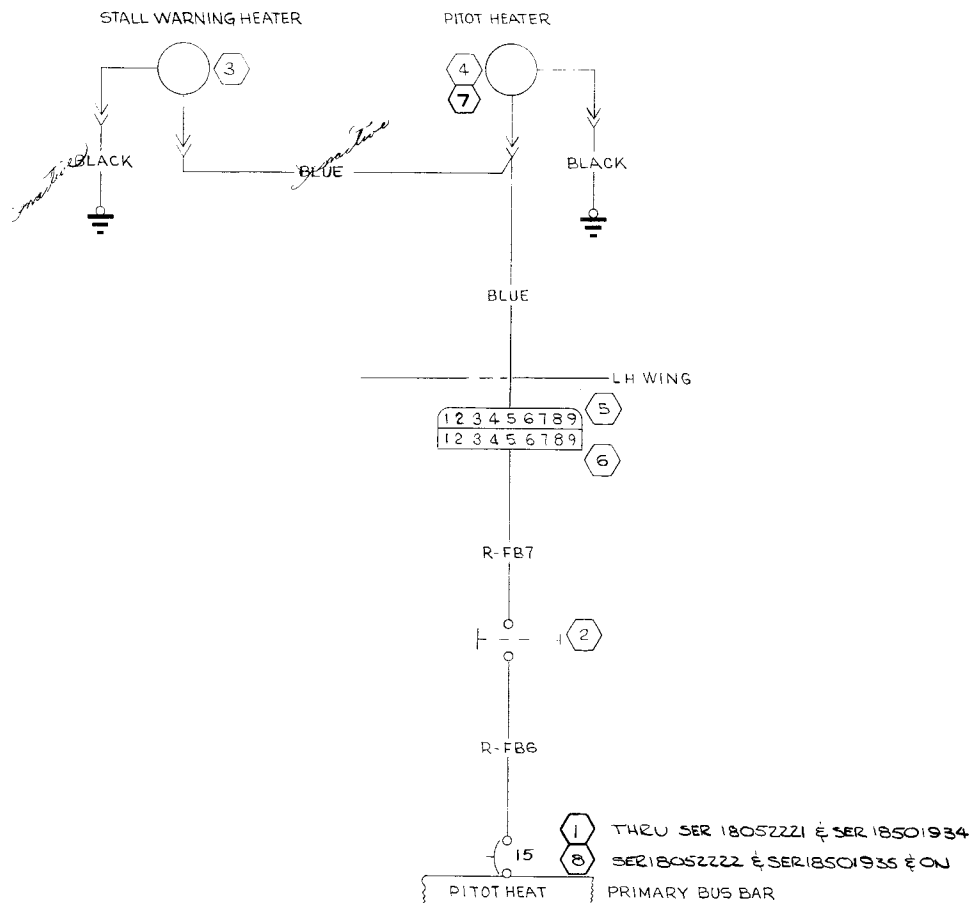 STALL WARNING HEATER
PITOT HEATER
3
4
7
BLACK
inactive
BLUE
inactive
BLACK
BLUE
LH WING
5
1 2 3 4 5 6 7 8 9
1 2 3 4 5 6 7 8 9
6
R-FB7
2
R-FB6
1 THRU SER 18052221 & SER 18501934
15
8 SER18052222 & SER18501935 & ON
PITOT HEAT
PRIMARY BUS BAR